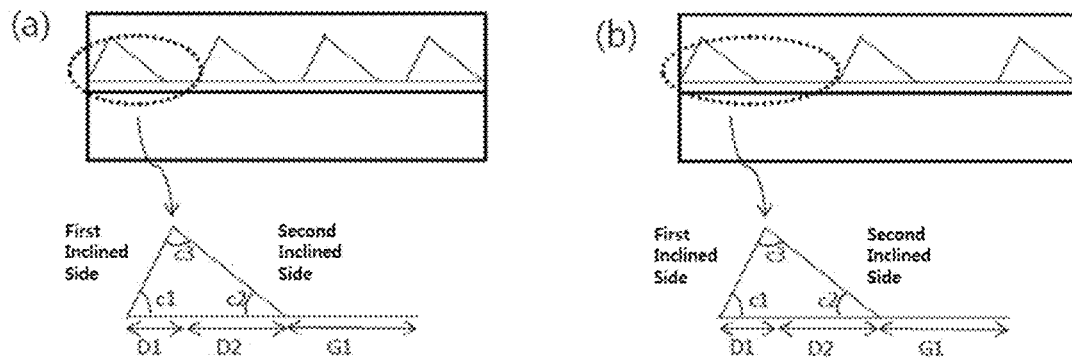 (a)
First
Inclined
Side
Second
Inclined
Side
c3
c1
c2
D1
D2
G1
(b)
First
Inclined
Side
Second
Inclined
Side
c3
c1
c2
D1
D2
G1